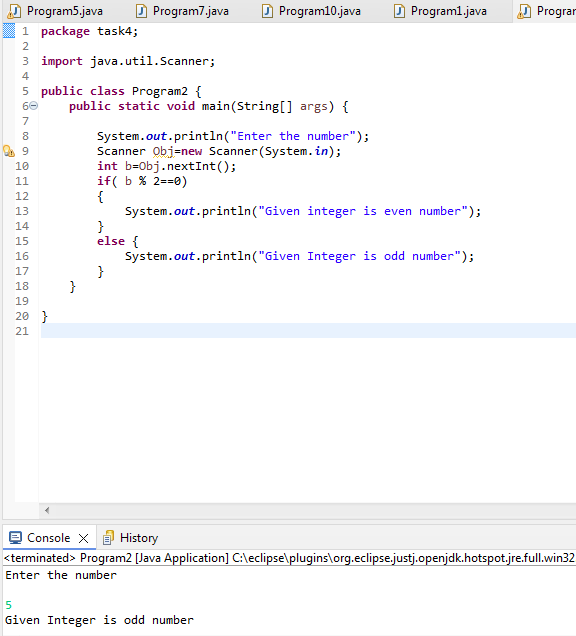 Program5.java Program7.java Program10.java Program1.java Progra
1 package task4;
2
3 import java.util.Scanner;
4
5 public class Program2 {
6 public static void main(String[] args) {
7
8 System.out.println("Enter the number");
9 Scanner Obj=new Scanner(System.in);
10 int b=Obj.nextInt();
11 if( b % 2==0)
12 {
13 System.out.println("Given integer is even number");
14 }
15 else {
16 System.out.println("Given Integer is odd number");
17 }
18 }
19
20 }
21
Console History
<terminated> Program2 [Java Application] C:\eclipse\plugins\org.eclipse.justj.openjdk.hotspot.jre.full.win32
Enter the number
5
Given Integer is odd number